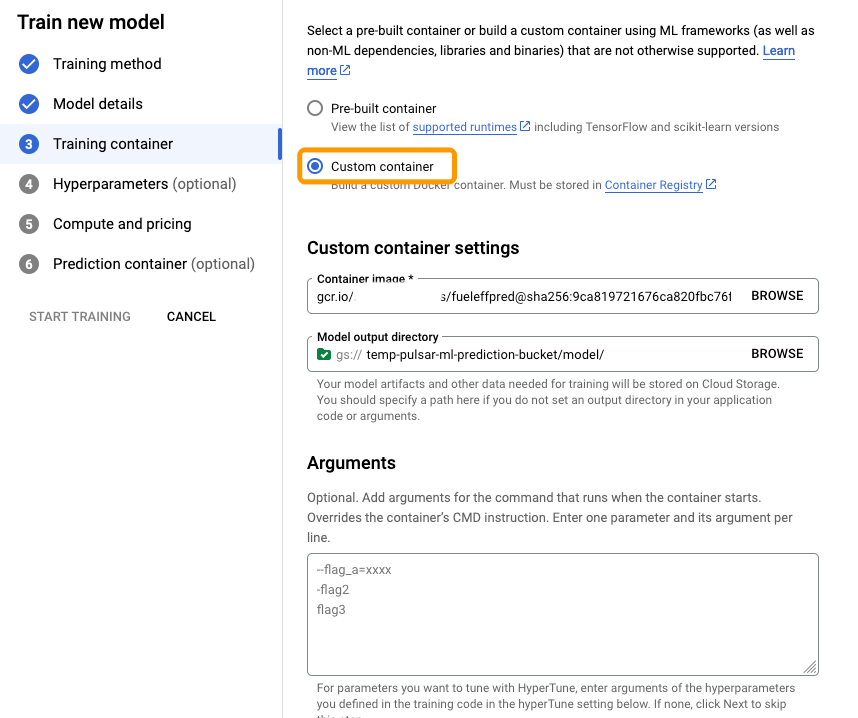 Train new model
Training method
Model details
3 Training container
4 Hyperparameters (optional)
5 Compute and pricing
6 Prediction container (optional)
START TRAINING CANCEL
Select a pre-built container or build a custom container using ML frameworks (as well as
non-ML dependencies, libraries and binaries) that are not otherwise supported. Learn
more
Pre-built container
View the list of supported runtimes including TensorFlow and scikit-learn versions
Custom container
Build a custom Docker container. Must be stored in Container Registry
Custom container settings
Container image *
gcr.io/ s/fueleffpred@sha256:9ca819721676ca820fbc76f BROWSE
Model output directory
gs:// temp-pulsar-ml-prediction-bucket/model/ BROWSE
Your model artifacts and other data needed for training will be stored on Cloud Storage.
You should specify a path here if you do not set an output directory in your application
code or arguments.
Arguments
Optional. Add arguments for the command that runs when the container starts.
Overrides the container's CMD instruction. Enter one parameter and its argument per
line.
--flag_a=xxxx
-flag2
flag3
For parameters you want to tune with HyperTune, enter arguments of the hyperparameters
you defined in the training code in the hyperTune setting below. If none, click Next to skip
this step